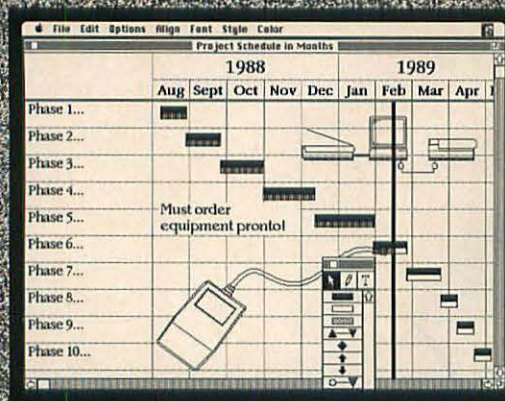 File Edit Options Align Font Style Color
Project Schedule in Months
1988 1989
Aug Sept Oct Nov Dec Jan Feb Mar Apr
Phase 1...
Phase 2...
Phase 3...
Phase 4...
Phase 5...
Must order
equipment pronto!
Phase 6...
Phase 7...
T
Phase 8...
Phase 9...
Phase 10...